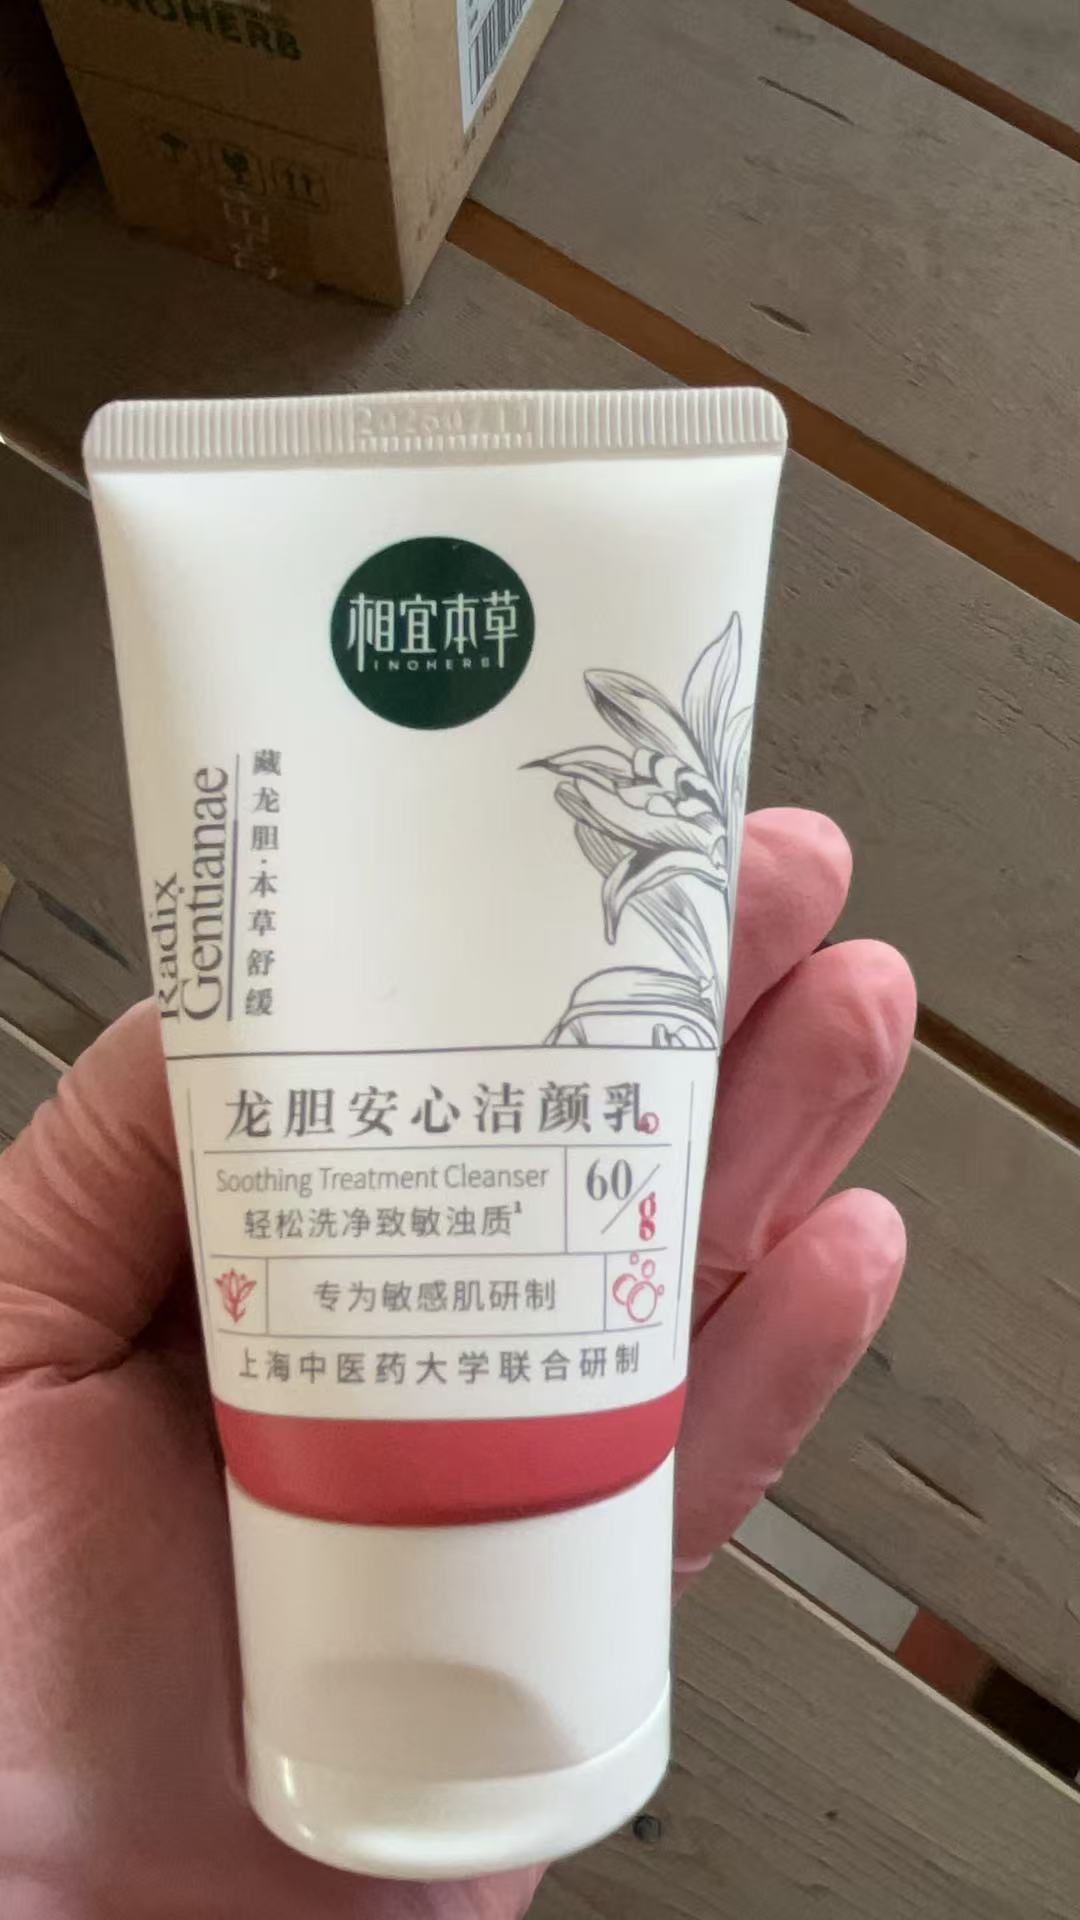 INOHERB
相宜本草
INOHERB
藏龙胆·本草舒缓
Radix
Gentianae
龙胆安心洁颜乳
Soothing Treatment Cleanser
60/g
轻松洗净致敏浊质¹
专为敏感肌研制
上海中医药大学联合研制